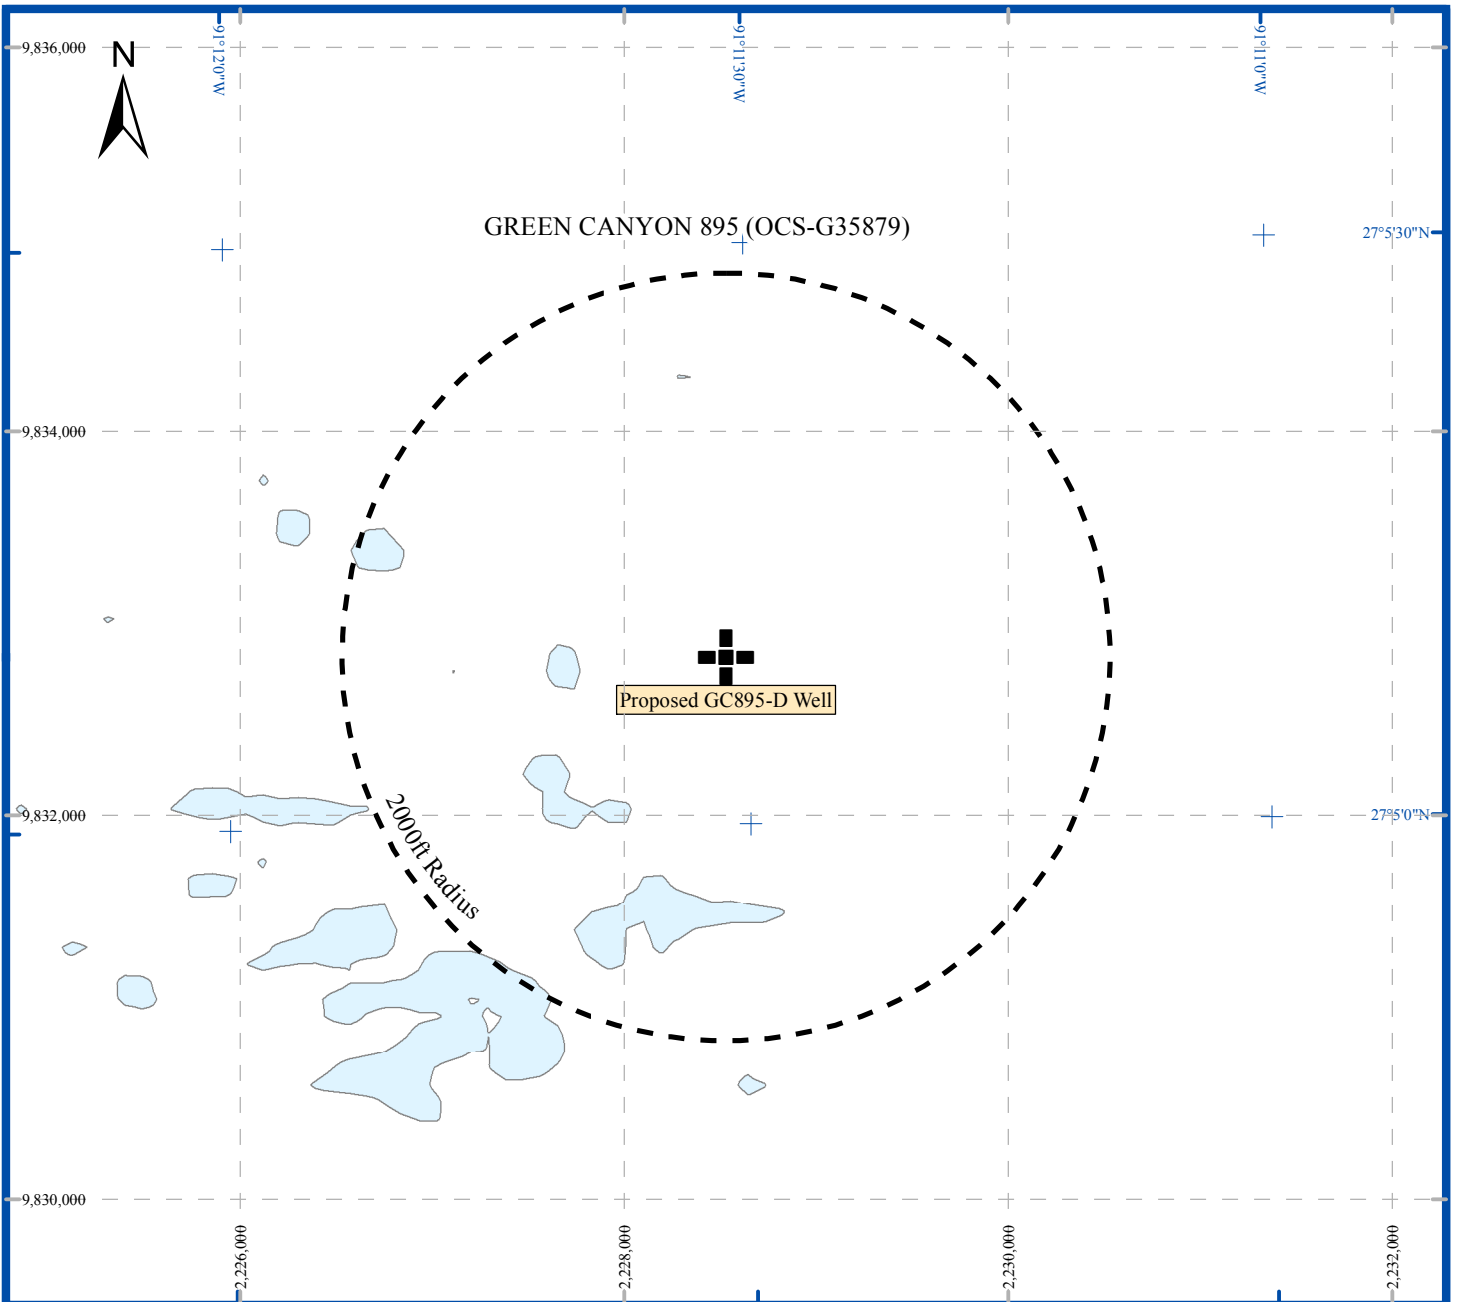 91°12'0"W
91°11'30"W
91°11'0"W
9,836,000
N
GREEN CANYON 895 (OCS-G35879)
27°5'30"N
9,834,000
Proposed GC895-D Well
2000ft Radius
9,832,000
27°5'0"N
9,830,000
2,226,000
2,228,000
2,230,000
2,232,000